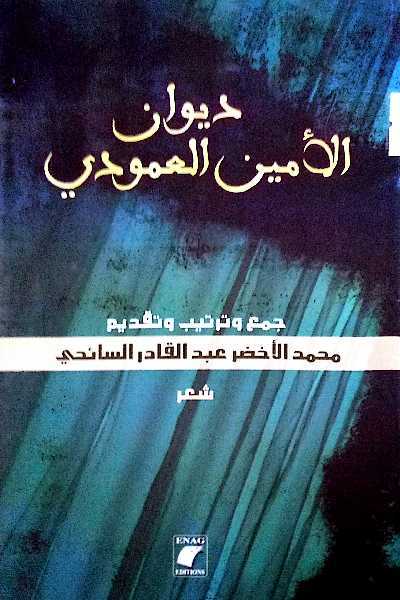 ديوان
الأمين العمودي
جمع وترتيب وتقديم
محمد الأخضر عبد القادر السائحي
شعر
ENAG
EDITIONS